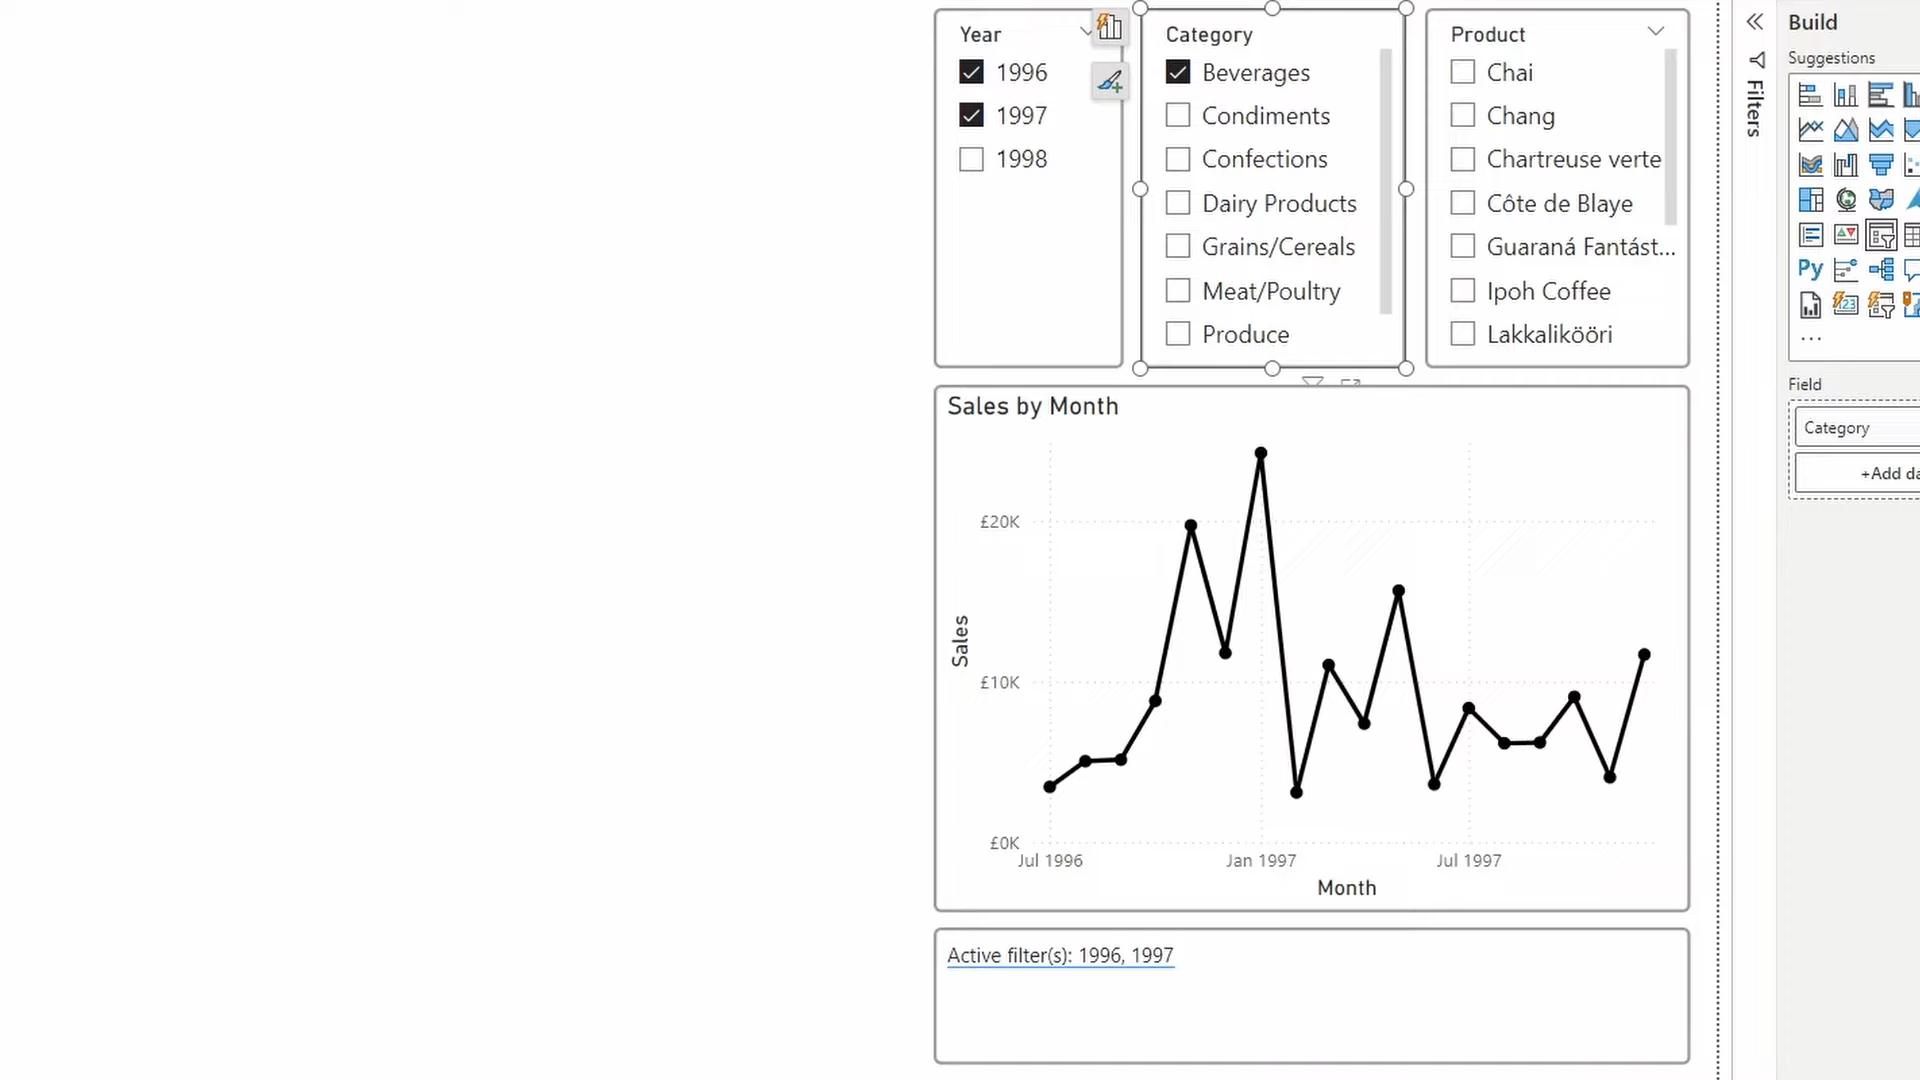 Year
1996
1997
1998
Category
Beverages
Condiments
Confections
Dairy Products
Grains/Cereals
Meat/Poultry
Produce
Product
Chai
Chang
Chartreuse verte
Côte de Blaye
Guaraná Fantást...
Ipoh Coffee
Lakkalikööri
Sales by Month
Sales
£20K
£10K
£0K
Jul 1996
Jan 1997
Jul 1997
Month
Active filter(s): 1996, 1997
Filters
Build
Suggestions
Py
123
...
Field
Category
+Add da